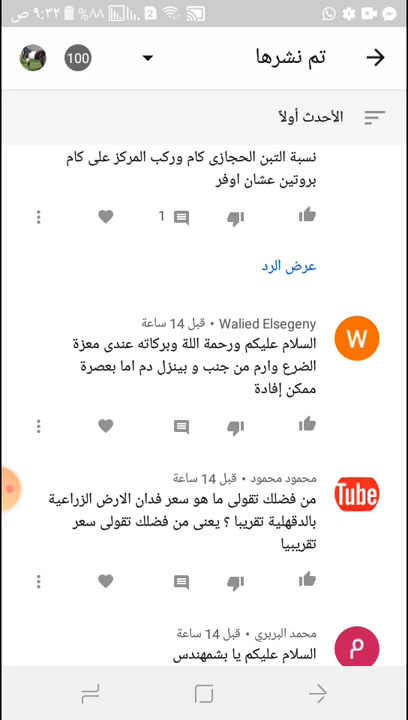 ٩:٣٢ ص ٨٨% 2
تم نشرها 100
الأحدث أولاً
نسبة التبن الحجازى كام وركب المركز على كام
بروتين عشان اوفر
1
عرض الرد
Walied Elsegeny • قبل 14 ساعة
W
السلام عليكم ورحمة اللة وبركاته عندى معزة
الضرع وارم من جنب و بينزل دم اما بعصرة
ممكن إفادة
محمود محمود • قبل 14 ساعة
Tube
من فضلك تقولى ما هو سعر فدان الارض الزراعية
بالدقهلية تقريبا ؟ يعنى من فضلك تقولى سعر
تقريبيا
محمد البربري • قبل 14 ساعة
م
السلام عليكم يا بشمهندس